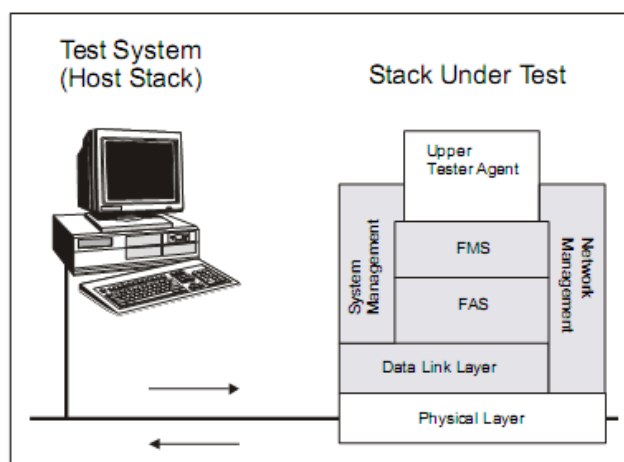 Test System
(Host Stack)
Stack Under Test
Upper
Tester Agent
System
Management
FMS
FAS
Network
Management
Data Link Layer
Physical Layer